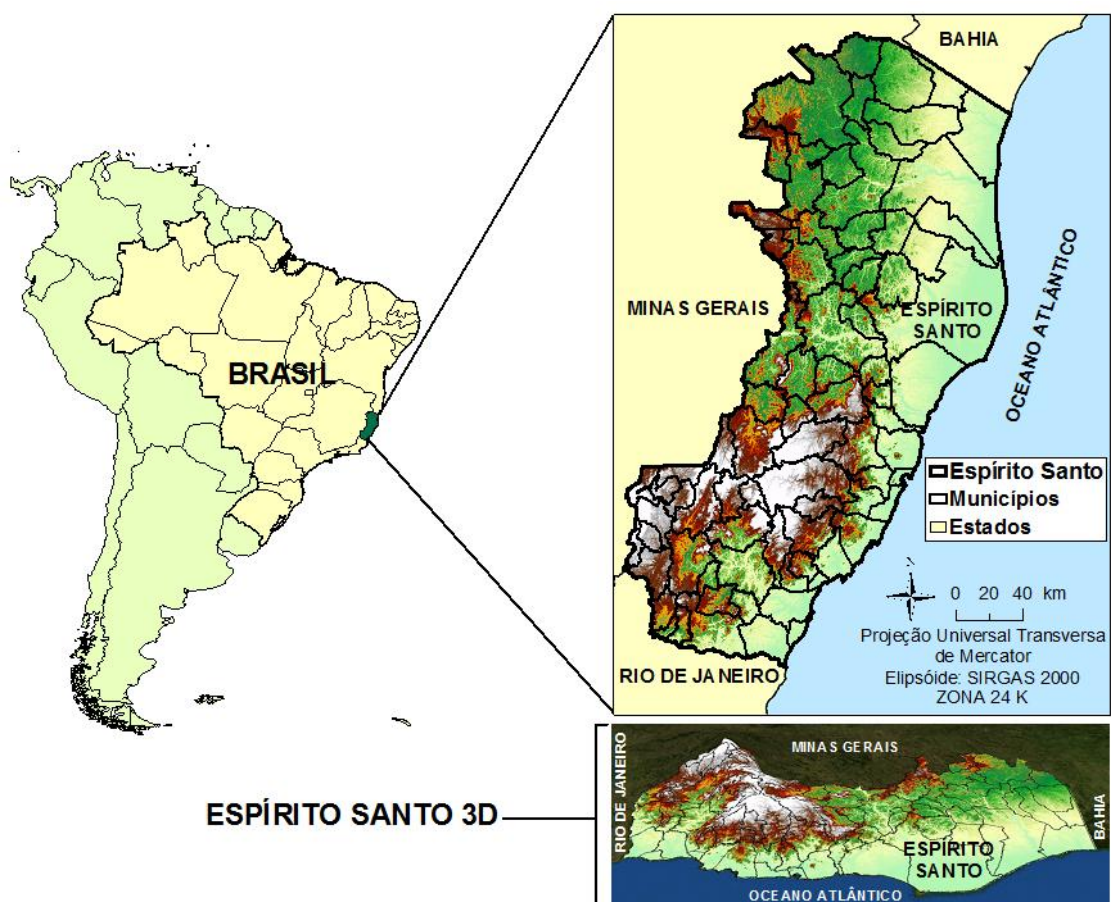 BRASIL
BAHIA
MINAS GERAIS
ESPÍRITO
SANTO
OCEANO ATLÂNTICO
Espírito Santo
Municípios
Estados
0 20 40 km
Projeção Universal Transversa
de Mercator
Elipsóide: SIRGAS 2000
ZONA 24 K
RIO DE JANEIRO
ESPÍRITO SANTO 3D
RIO DE JANEIRO
MINAS GERAIS
BAHIA
ESPÍRITO
SANTO
OCEANO ATLÂNTICO